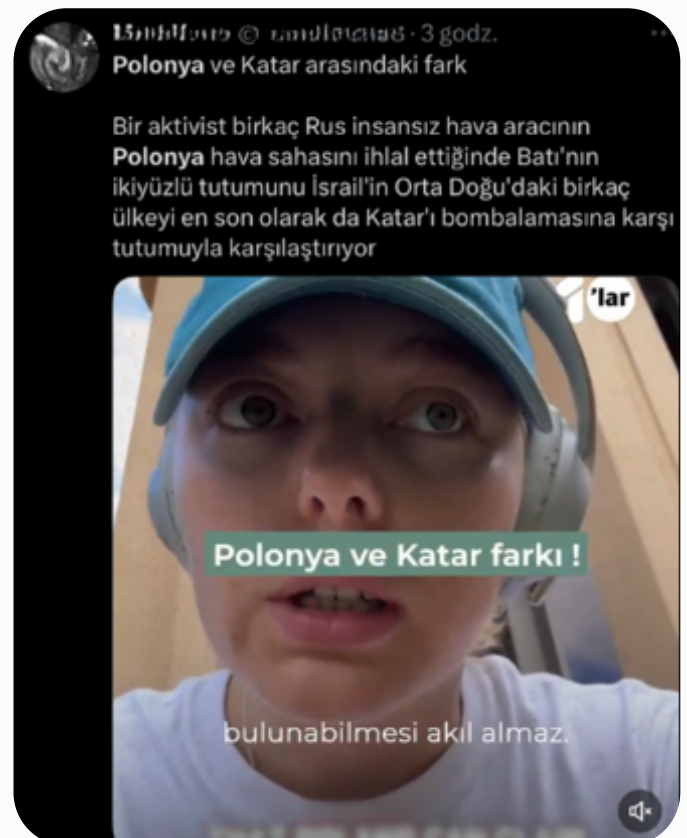 · 3 godz.
Polonya ve Katar arasındaki fark
Bir aktivist birkaç Rus insansız hava aracının
Polonya hava sahasını ihlal ettiğinde Batı'nın
ikiyüzlü tutumunu İsrail'in Orta Doğu'daki birkaç
ülkeyi en son olarak da Katar'ı bombalamasına karşı
tutumuyla karşılaştırıyor
'lar
Polonya ve Katar farkı !
bulunabilmesi akıl almaz.